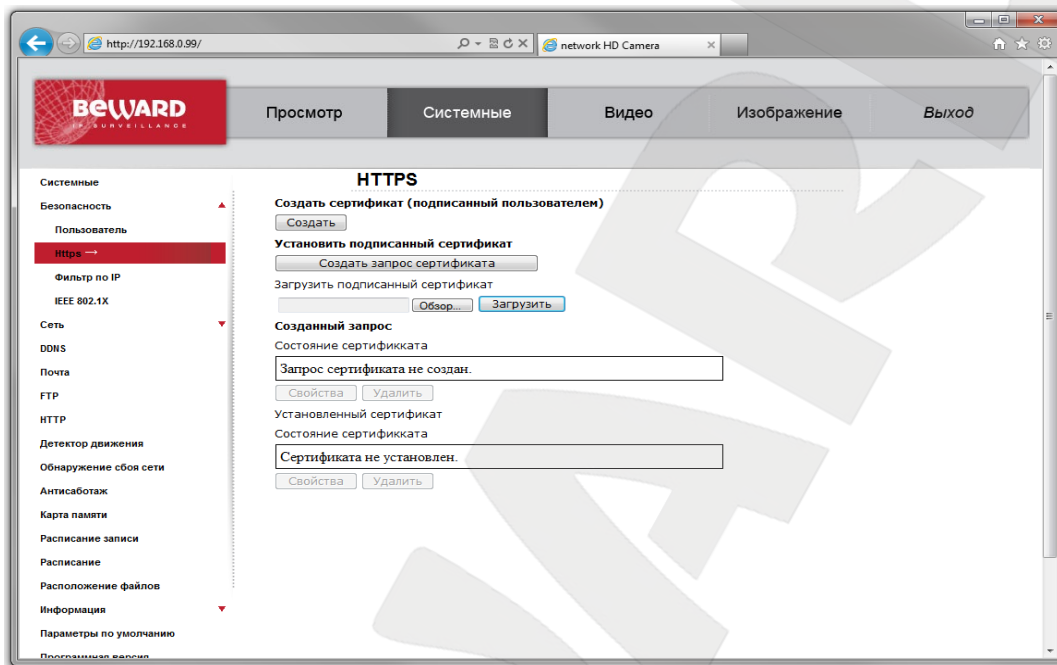 http://192.168.0.99/
network HD Camera
BEWARD
IP SURVEILLANCE
Просмотр
Системные
Видео
Изображение
Выход
Системные
Безопасность
Пользователь
Https →
Фильтр по IP
IEEE 802.1X
Сеть
DDNS
Почта
FTP
HTTP
Детектор движения
Обнаружение сбоя сети
Антисаботаж
Карта памяти
Расписание записи
Расписание
Расположение файлов
Информация
Параметры по умолчанию
Программная версия
HTTPS
Создать сертификат (подписанный пользователем)
Создать
Установить подписанный сертификат
Создать запрос сертификата
Загрузить подписанный сертификат
Обзор... Загрузить
Созданный запрос
Состояние сертифкката
Запрос сертификата не создан.
Свойства Удалить
Установленный сертификат
Состояние сертифкката
Сертификата не установлен.
Свойства Удалить